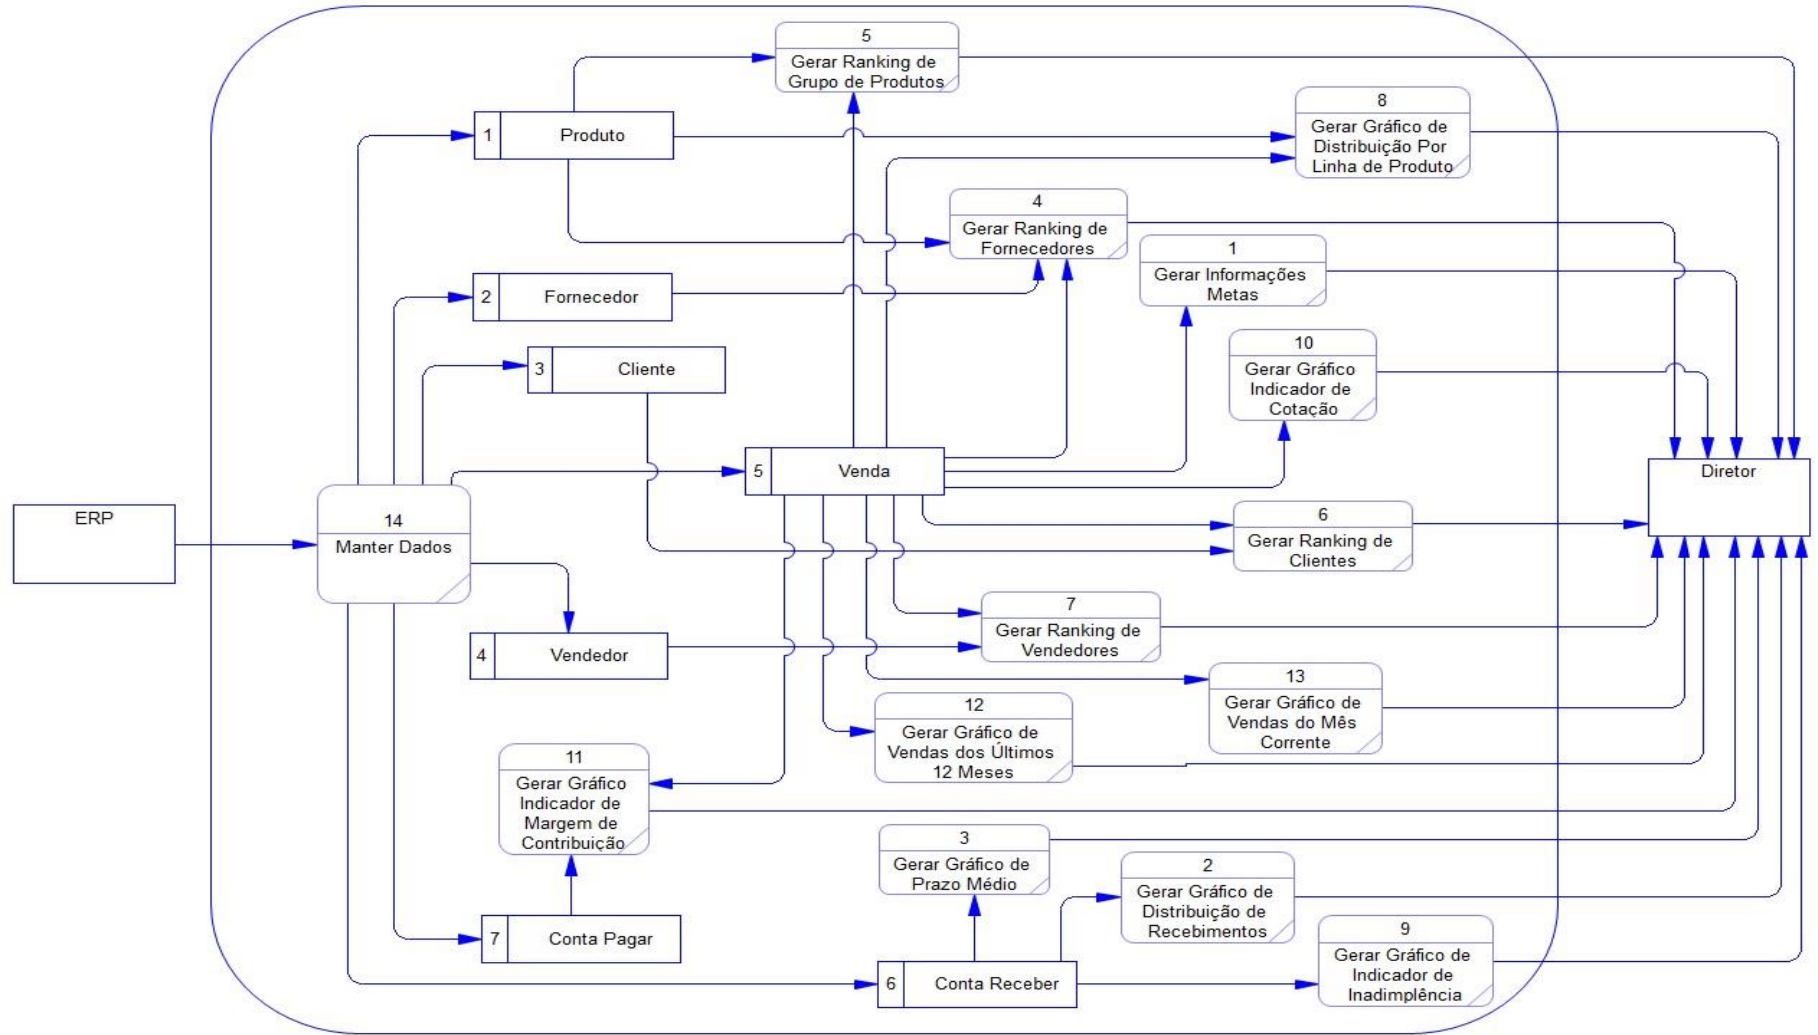 5
Gerar Ranking de
Grupo de Produtos
8
Gerar Gráfico de
Distribuição Por
Linha de Produto
1
Produto
4
Gerar Ranking de
Fornecedores
1
Gerar Informações
Metas
2
Fornecedor
10
Gerar Gráfico
Indicador de
Cotação
3
Cliente
5
Venda
Diretor
ERP
14
Manter Dados
6
Gerar Ranking de
Clientes
7
Gerar Ranking de
Vendedores
4
Vendedor
13
Gerar Gráfico de
Vendas do Mês
Corrente
12
Gerar Gráfico de
Vendas dos Últimos
12 Meses
11
Gerar Gráfico
Indicador de
Margem de
Contribuição
3
Gerar Gráfico de
Prazo Médio
2
Gerar Gráfico de
Distribuição de
Recebimentos
7
Conta Pagar
9
Gerar Gráfico de
Indicador de
Inadimplência
6
Conta Receber